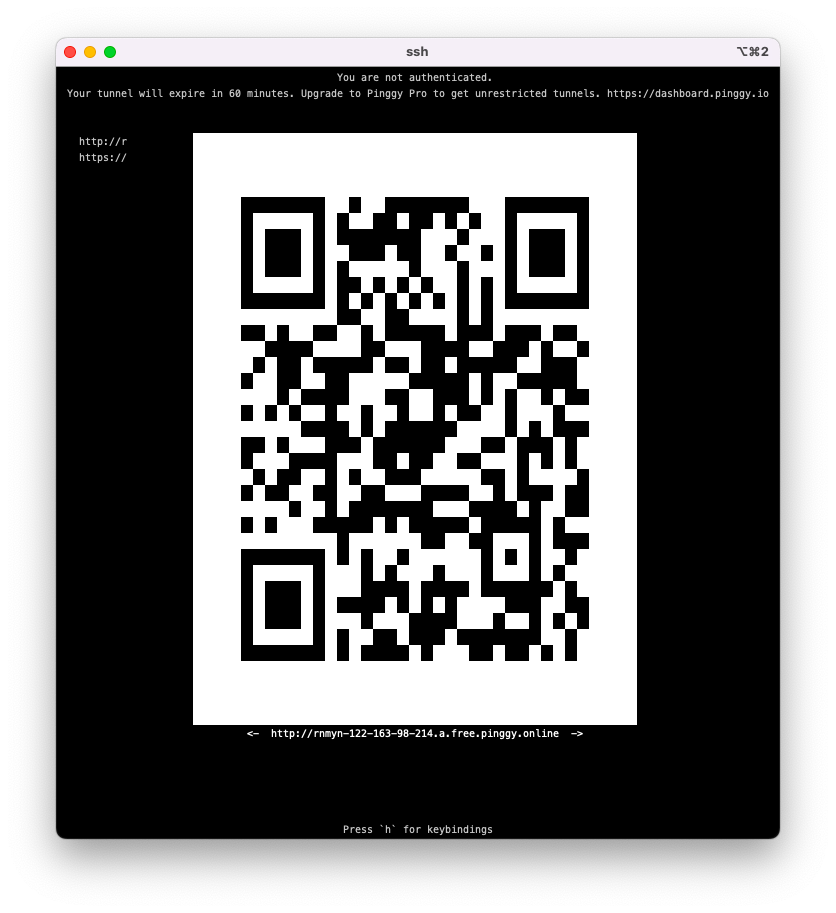 ssh
⌥⌘2
You are not authenticated.
Your tunnel will expire in 60 minutes. Upgrade to Pinggy Pro to get unrestricted tunnels. https://dashboard.pinggy.io
http://r
https://
<-  http://rnmyn-122-163-98-214.a.free.pinggy.online  ->
Press `h` for keybindings